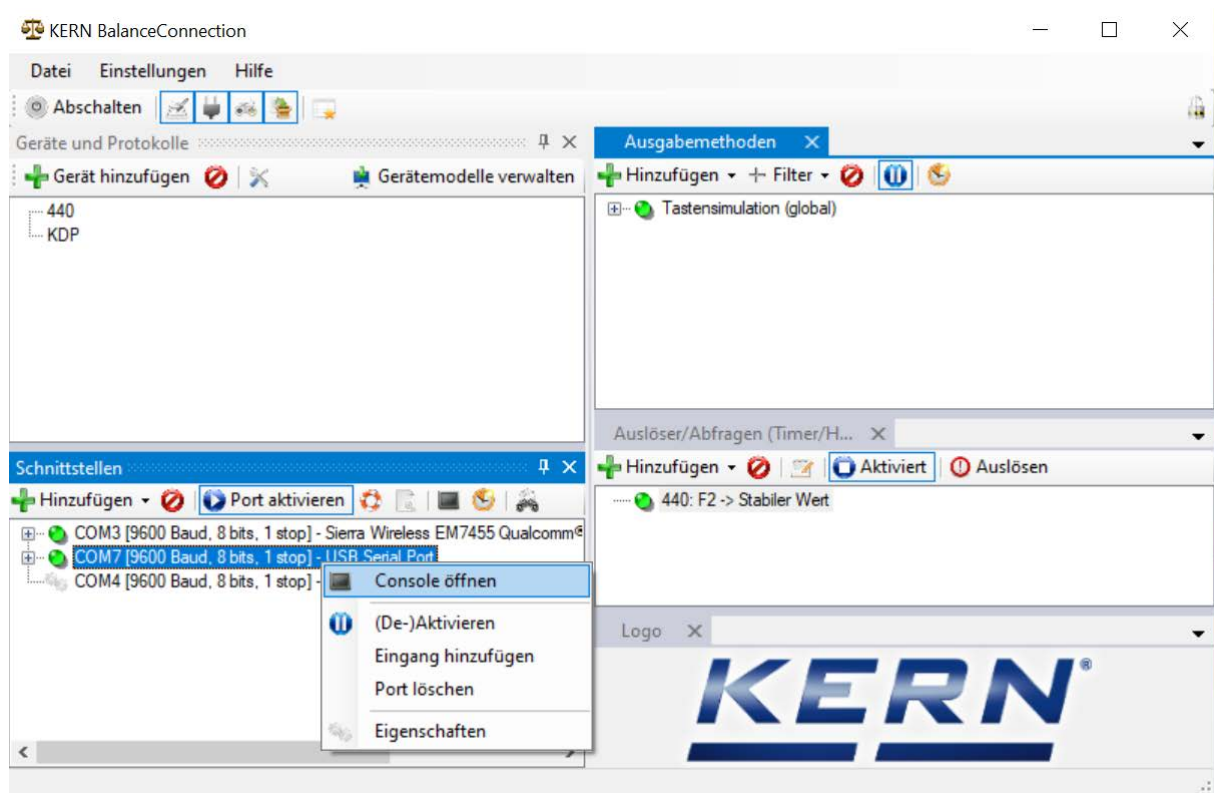 KERN BalanceConnection
Datei Einstellungen Hilfe
Abschalten
Geräte und Protokolle
Gerät hinzufügen Gerätemodelle verwalten
440
KDP
Ausgabemethoden
Hinzufügen Filter
Tastensimulation (global)
Auslöser/Abfragen (Timer/H...
Hinzufügen Aktiviert Auslösen
440: F2 -> Stabiler Wert
Schnittstellen
Hinzufügen Port aktivieren
COM3 [9600 Baud, 8 bits, 1 stop] - Sierra Wireless EM7455 Qualcomm®
COM7 [9600 Baud, 8 bits, 1 stop] - USB Serial Port
COM4 [9600 Baud, 8 bits, 1 stop] -
Console öffnen
(De-)Aktivieren
Eingang hinzufügen
Port löschen
Eigenschaften
Logo
KERN®